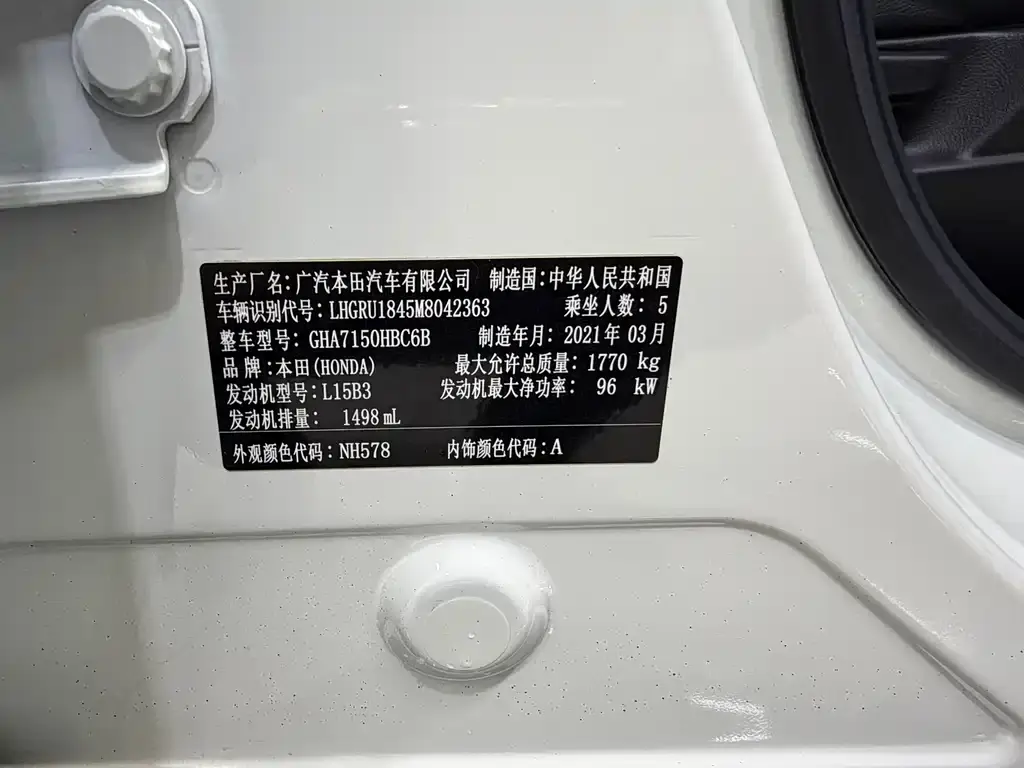 生产厂名:广汽本田汽车有限公司 制造国:中华人民共和国
车辆识别代号: LHGRU1845M8042363 乘坐人数: 5
整车型号: GHA7150HBC6B 制造年月: 2021年 03月
品牌:本田(HONDA) 最大允许总质量: 1770 kg
发动机型号: L15B3 发动机最大净功率: 96 kW
发动机排量: 1498 mL
外观颜色代码: NH578 内饰颜色代码: A